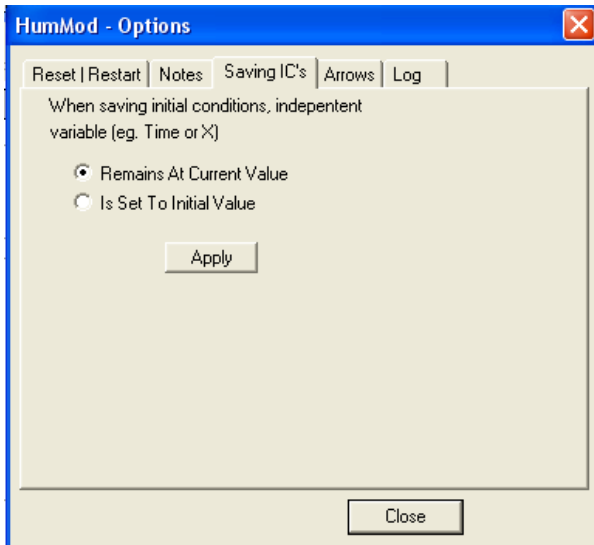 HumMod - Options
Reset | Restart Notes Saving IC's Arrows Log
When saving initial conditions, indepentent
variable (eg. Time or X)
Remains At Current Value
Is Set To Initial Value
Apply
Close